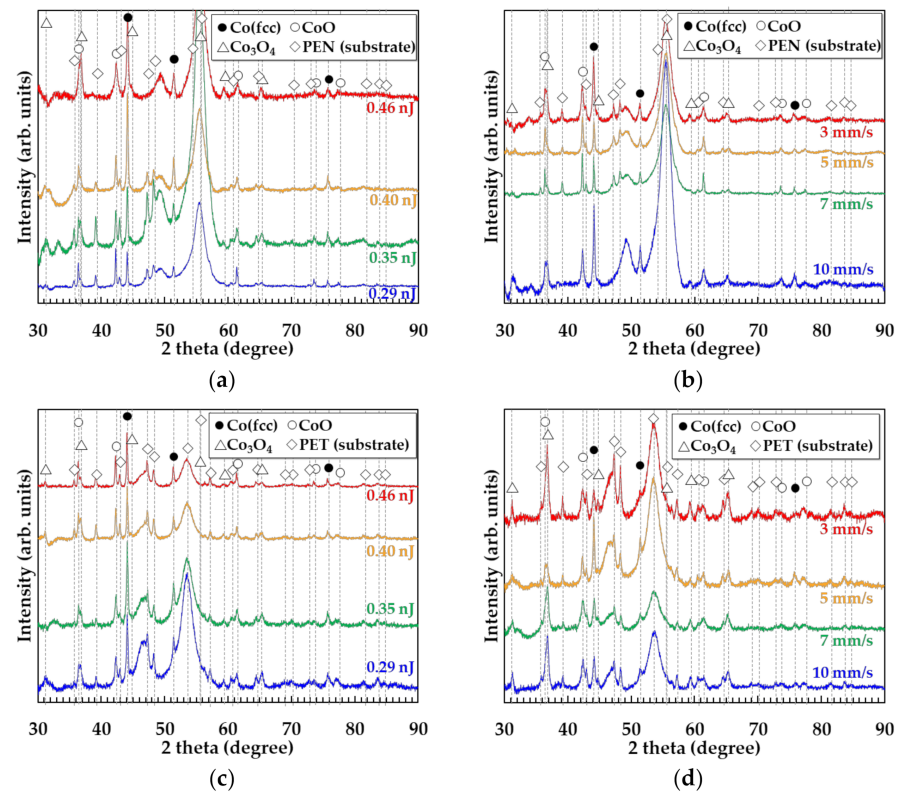 Co(fcc) CoO
Co3O4 PEN (substrate)
Intensity (arb. units)
0.46 nJ
0.40 nJ
0.35 nJ
0.29 nJ
30 40 50 60 70 80 90
2 theta (degree)
(a)
Co(fcc) CoO
Co3O4 PEN (substrate)
Intensity (arb. units)
3 mm/s
5 mm/s
7 mm/s
10 mm/s
30 40 50 60 70 80 90
2 theta (degree)
(b)
Co(fcc) CoO
Co3O4 PET (substrate)
Intensity (arb. units)
0.46 nJ
0.40 nJ
0.35 nJ
0.29 nJ
30 40 50 60 70 80 90
2 theta (degree)
(c)
Co(fcc) CoO
Co3O4 PET (substrate)
Intensity (arb. units)
3 mm/s
5 mm/s
7 mm/s
10 mm/s
30 40 50 60 70 80 90
2 theta (degree)
(d)